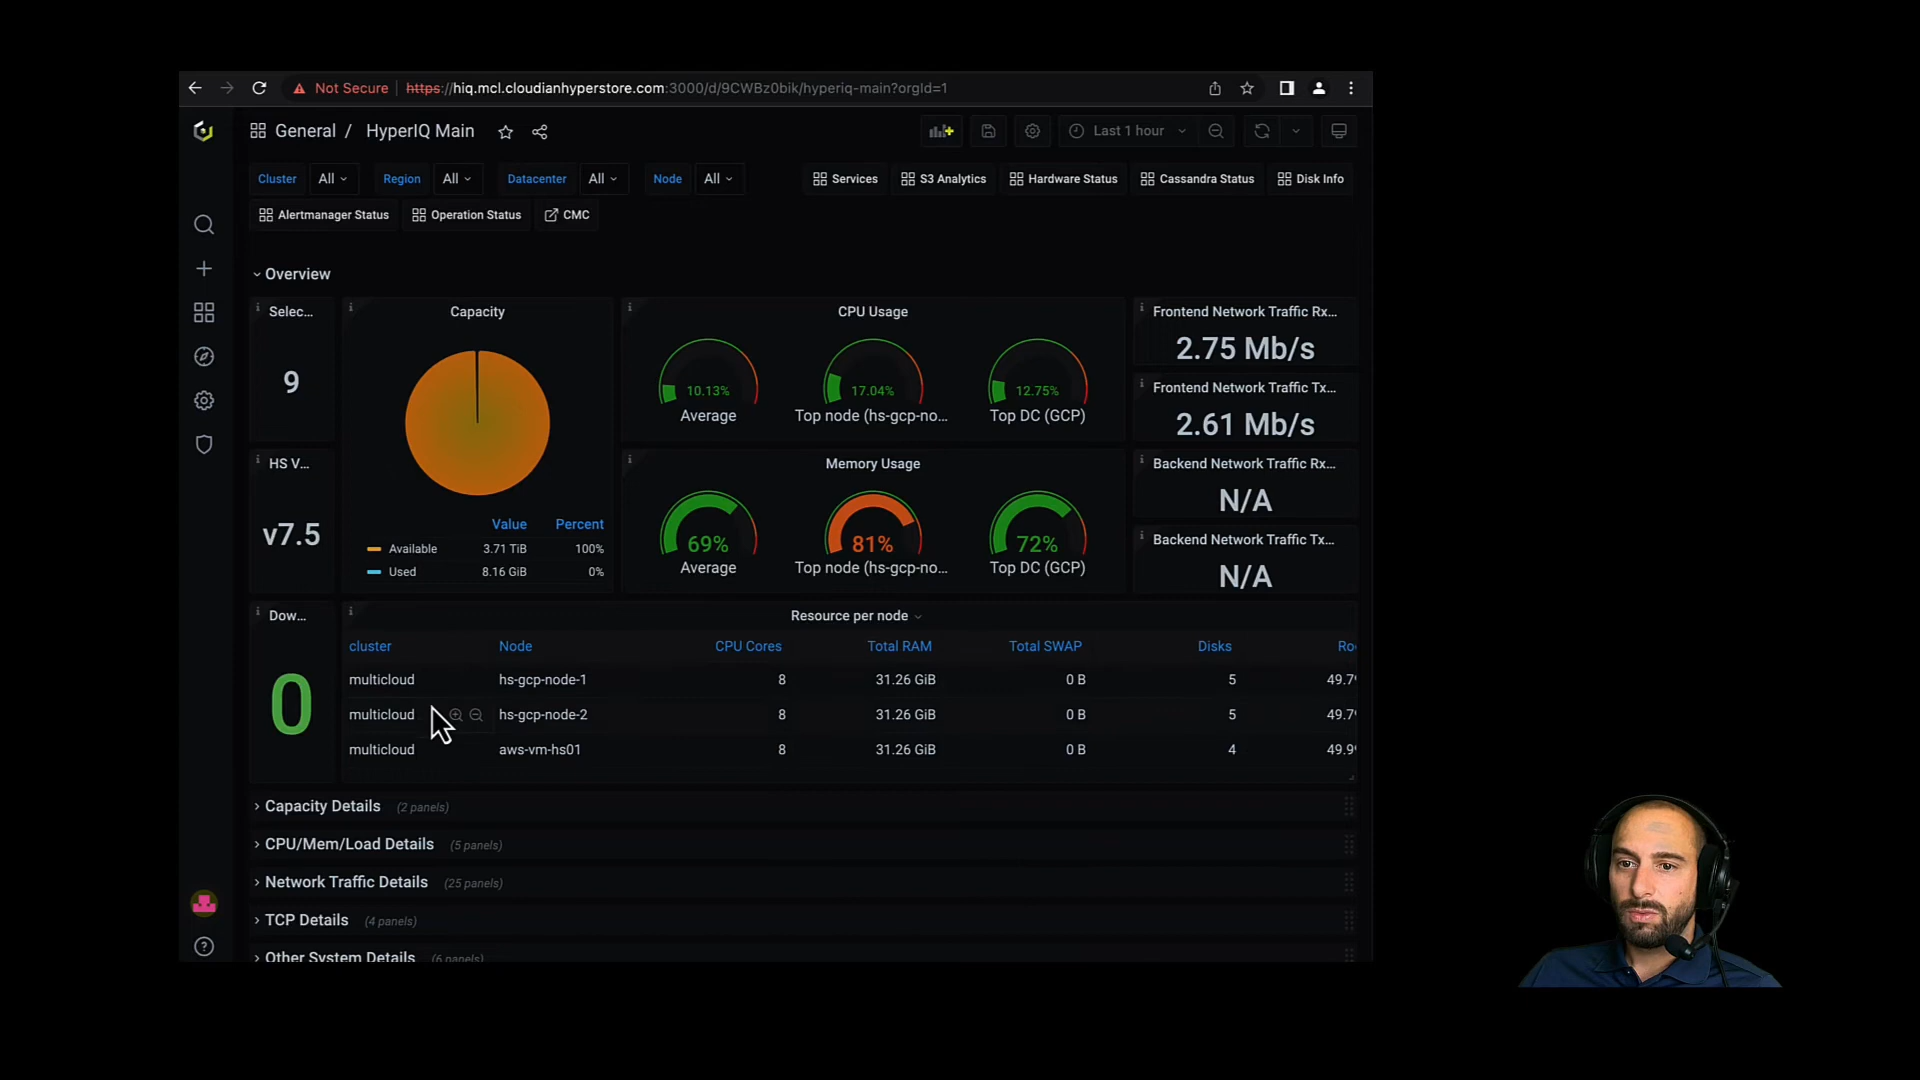 Not Secure https://hiq.mcl.cloudianhyperstore.com:3000/d/9CWBz0bik/hyperiq-main?orgId=1
General / HyperIQ Main
Last 1 hour
Cluster All Region All Datacenter All Node All Services S3 Analytics Hardware Status Cassandra Status Disk Info
Alertmanager Status Operation Status CMC
Overview
Selec...
9
Capacity
Value Percent
Available 3.71 TiB 100%
Used 8.16 GiB 0%
CPU Usage
10.13% 17.04% 12.75%
Average Top node (hs-gcp-no... Top DC (GCP)
Frontend Network Traffic Rx...
2.75 Mb/s
Frontend Network Traffic Tx...
2.61 Mb/s
HS V...
v7.5
Memory Usage
69% 81% 72%
Average Top node (hs-gcp-no... Top DC (GCP)
Backend Network Traffic Rx...
N/A
Backend Network Traffic Tx...
N/A
Dow...
0
Resource per node
cluster Node CPU Cores Total RAM Total SWAP Disks Roo
multicloud hs-gcp-node-1 8 31.26 GiB 0 B 5 49.7
multicloud hs-gcp-node-2 8 31.26 GiB 0 B 5 49.7
multicloud aws-vm-hs01 8 31.26 GiB 0 B 4 49.9
Capacity Details (2 panels)
CPU/Mem/Load Details (5 panels)
Network Traffic Details (25 panels)
TCP Details (4 panels)
Other System Details (6 panels)